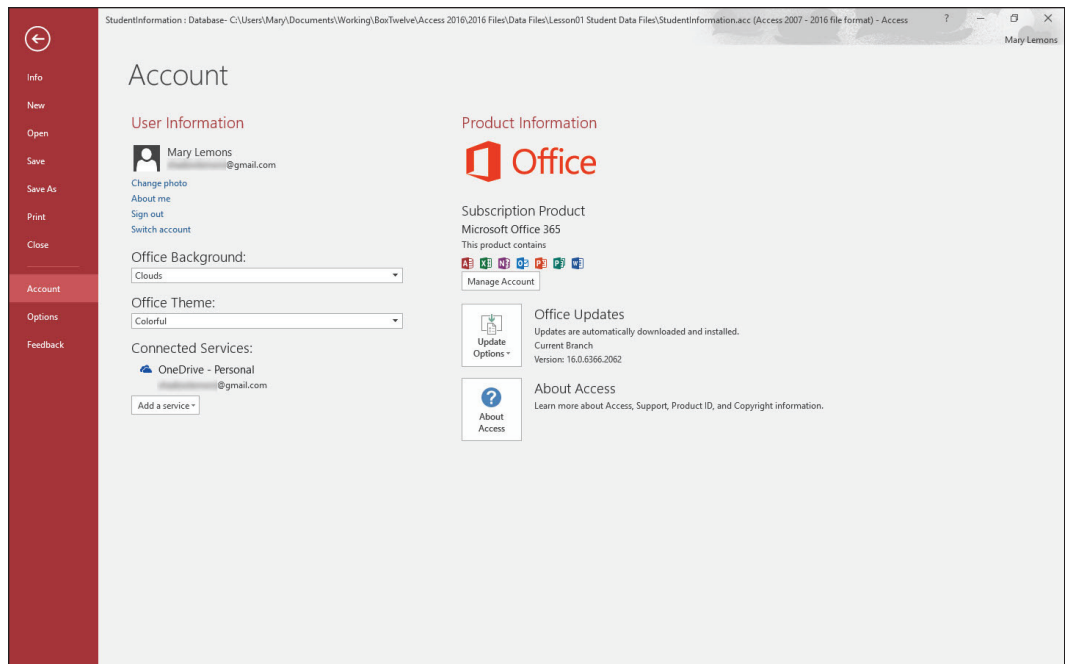 StudentInformation : Database- C:\Users\Mary\Documents\Working\BoxTwelve\Access 2016\2016 Files\Data Files\Lesson01 Student Data Files\StudentInformation.acc (Access 2007 - 2016 file format) - Access
?
Mary Lemons
Info
New
Open
Save
Save As
Print
Close
Account
Options
Feedback
Account
User Information
Mary Lemons
@gmail.com
Change photo
About me
Sign out
Switch account
Office Background:
Clouds
Office Theme:
Colorful
Connected Services:
OneDrive - Personal
@gmail.com
Add a service
Product Information
Office
Subscription Product
Microsoft Office 365
This product contains
Manage Account
Update
Options
Office Updates
Updates are automatically downloaded and installed.
Current Branch
Version: 16.0.6366.2062
About
Access
About Access
Learn more about Access, Support, Product ID, and Copyright information.